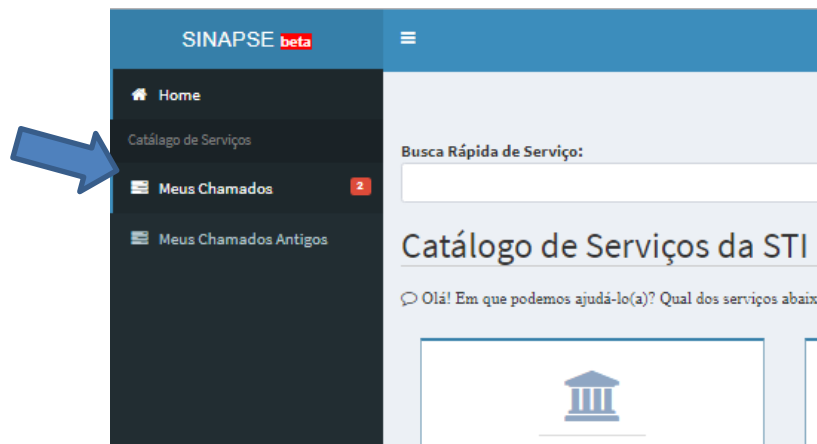 SINAPSE beta
Home
Catálago de Serviços
Meus Chamados 2
Meus Chamados Antigos
Busca Rápida de Serviço:
Catálogo de Serviços da STI
Olá! Em que podemos ajudá-lo(a)? Qual dos serviços abaix